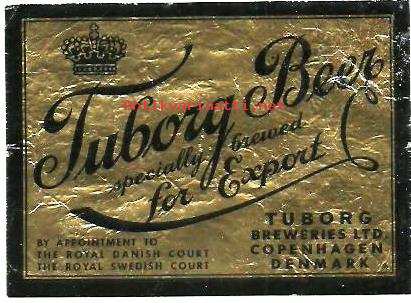 Tuborg Beer
specially brewed
for Export
BY APPOINTMENT TO
THE ROYAL DANISH COURT
THE ROYAL SWEDISH COURT
TUBORG
BREWERIES LTD.
COPENHAGEN
DENMARK